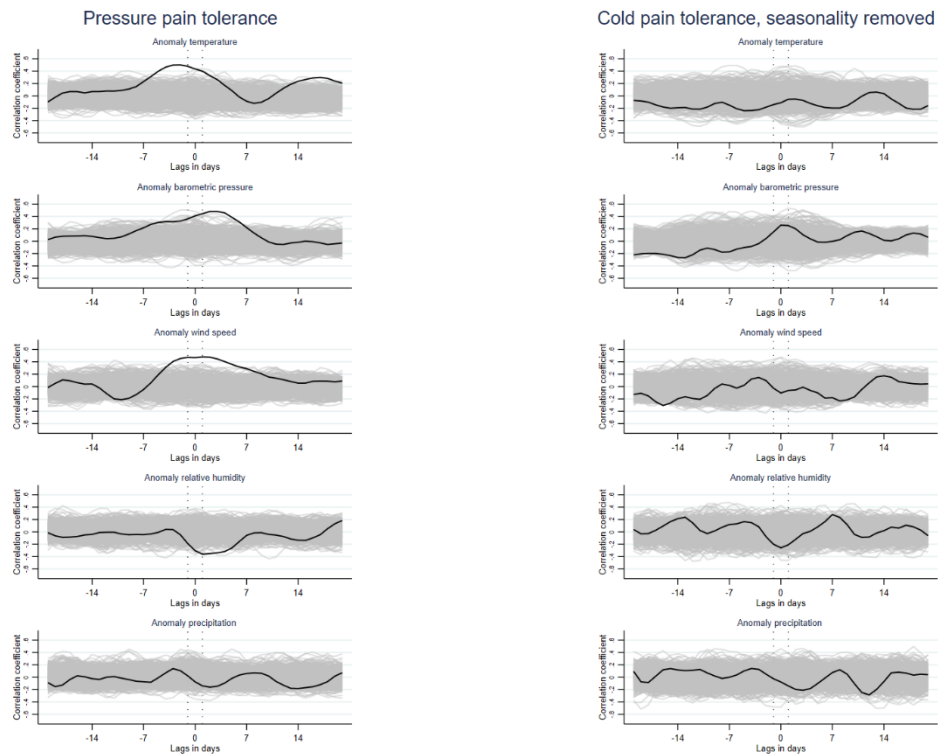 Pressure pain tolerance
Cold pain tolerance, seasonality removed
Anomaly temperature
Correlation coefficient
-14 -7 0 7 14
Lags in days
Anomaly temperature
Correlation coefficient
-14 -7 0 7 14
Lags in days
Anomaly barometric pressure
Correlation coefficient
-14 -7 0 7 14
Lags in days
Anomaly barometric pressure
Correlation coefficient
-14 -7 0 7 14
Lags in days
Anomaly wind speed
Correlation coefficient
-14 -7 0 7 14
Lags in days
Anomaly wind speed
Correlation coefficient
-14 -7 0 7 14
Lags in days
Anomaly relative humidity
Correlation coefficient
-14 -7 0 7 14
Lags in days
Anomaly relative humidity
Correlation coefficient
-14 -7 0 7 14
Lags in days
Anomaly precipitation
Correlation coefficient
-14 -7 0 7 14
Lags in days
Anomaly precipitation
Correlation coefficient
-14 -7 0 7 14
Lags in days